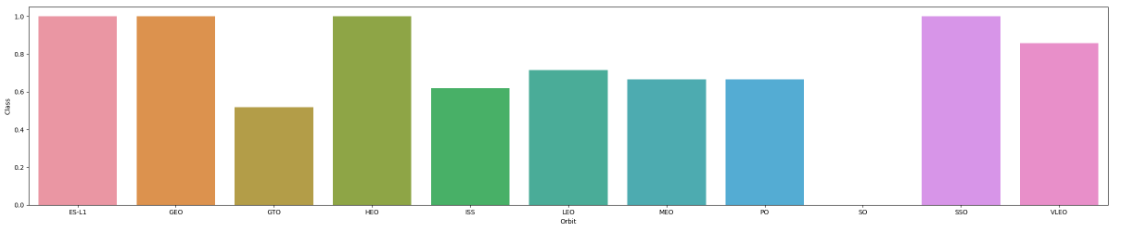 1.0
0.8
0.6
0.4
0.2
0.0
Class
ES-L1 GEO GTO HEO ISS LEO MEO PO SO SSO VLEO
Orbit